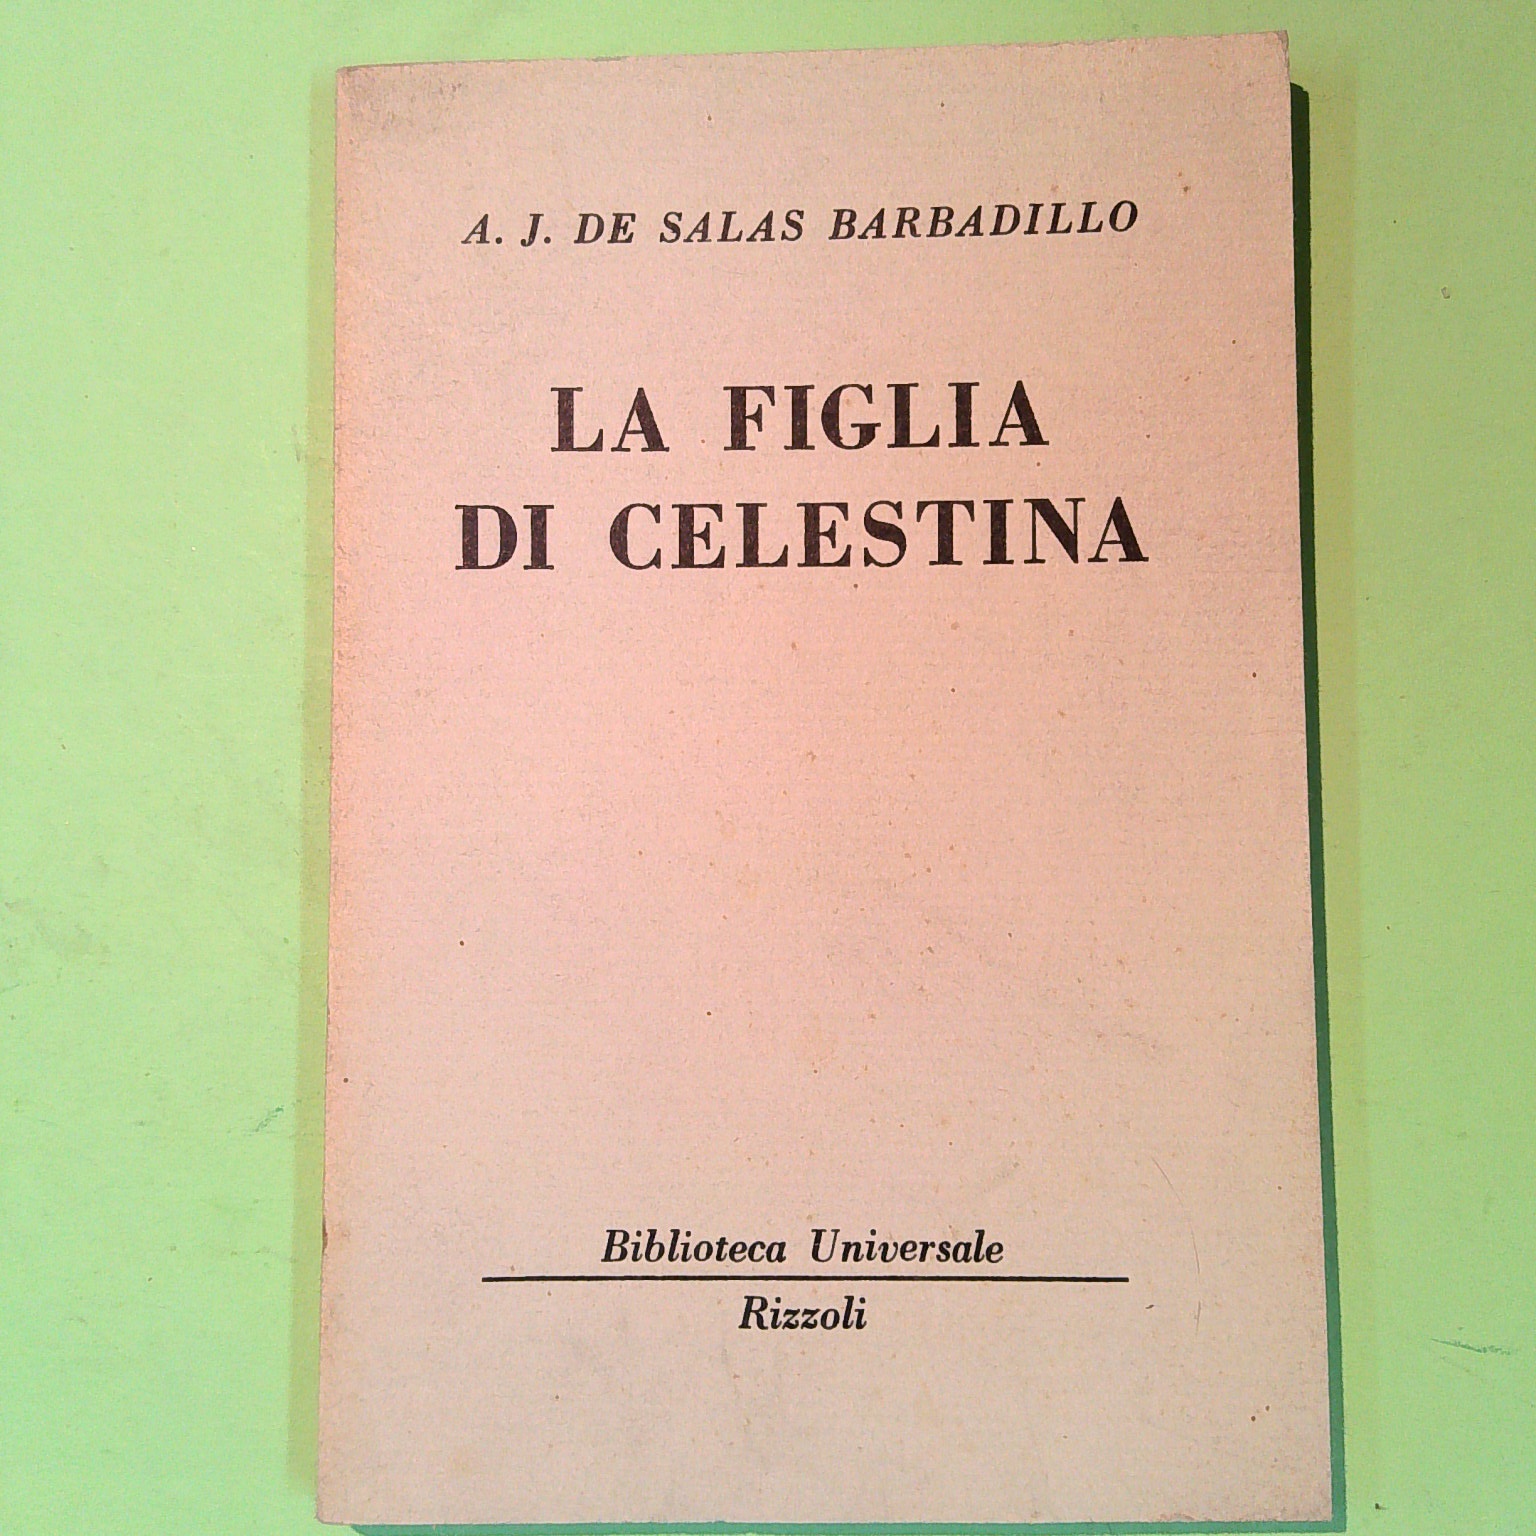 A. J. DE SALAS BARBADILLO
LA FIGLIA
DI CELESTINA
Biblioteca Universale
Rizzoli